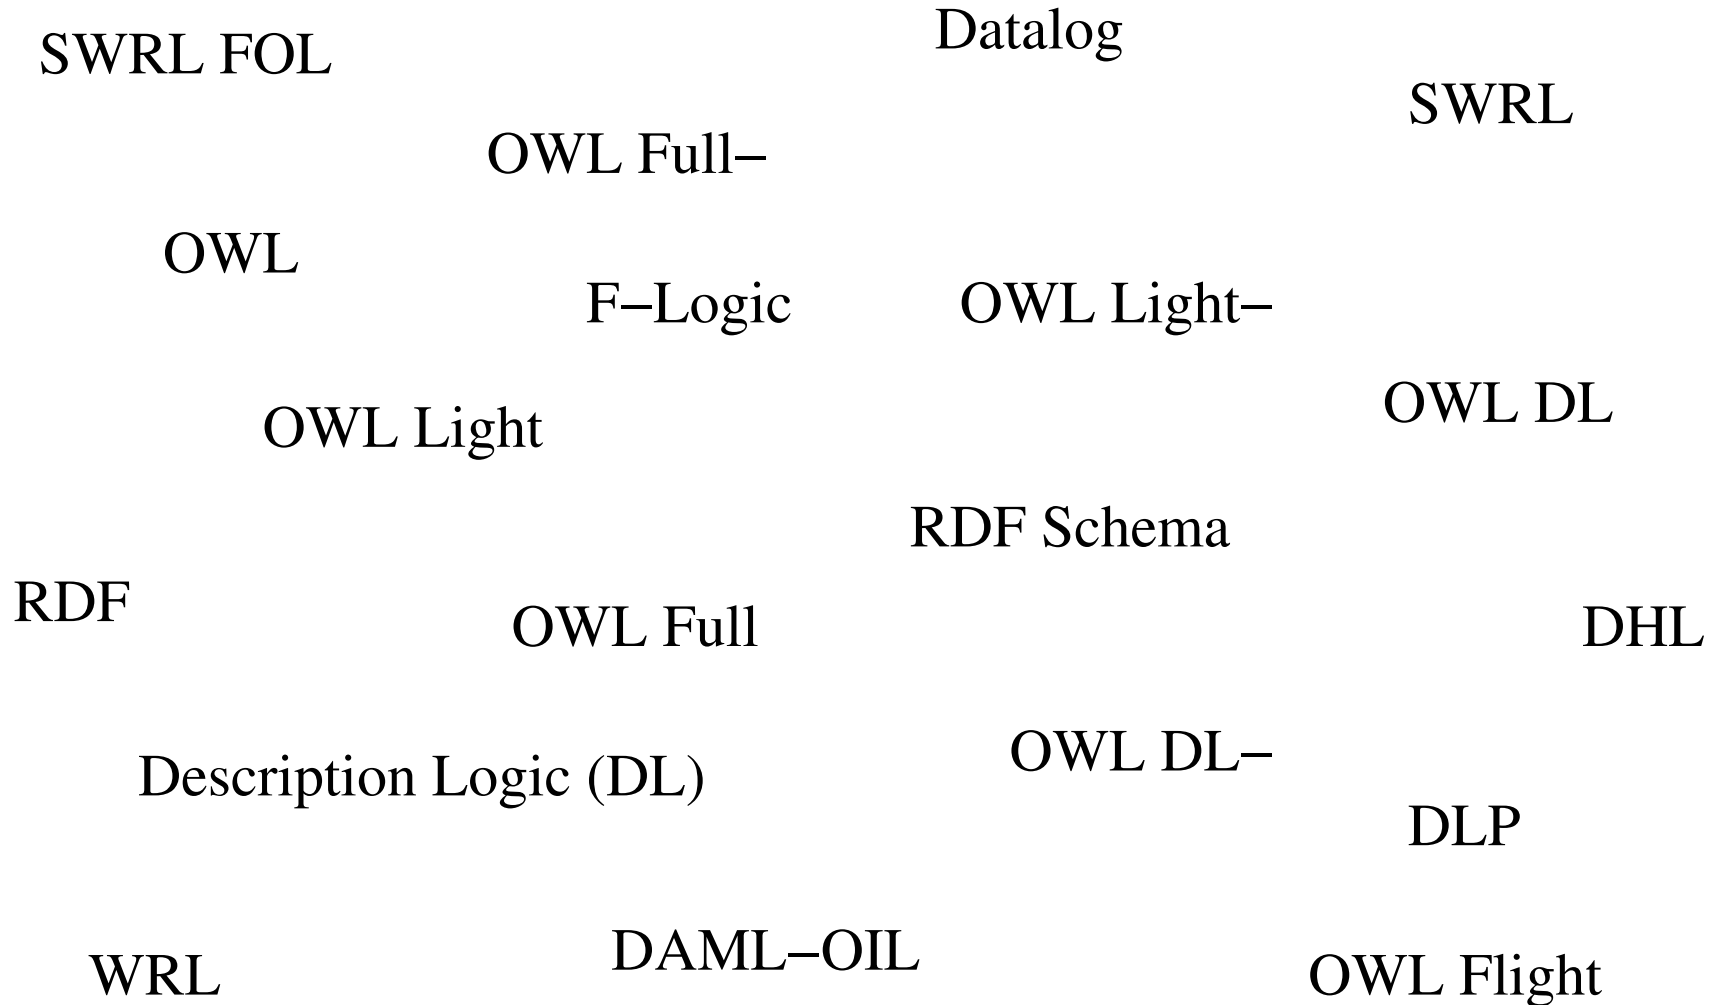 Datalog
SWRL FOL
SWRL
OWL Full–
OWL
F–Logic
OWL Light–
OWL DL
OWL Light
RDF Schema
RDF
OWL Full
DHL
OWL DL–
Description Logic (DL)
DLP
DAML–OIL
WRL
OWL Flight